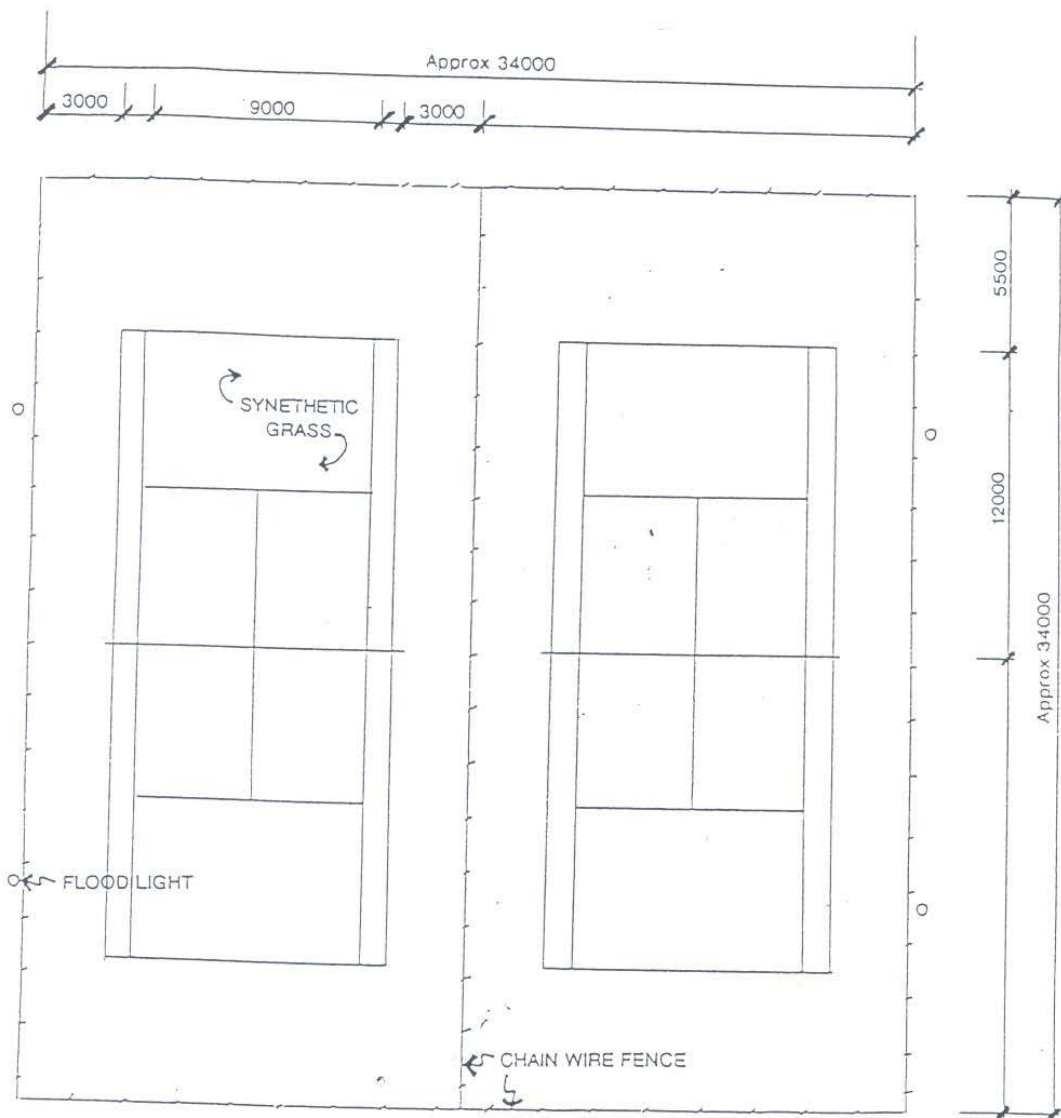 Approx 34000
3000
9000
3000
5500
SYNETHETIC
GRASS
12000
Approx 34000
FLOOD LIGHT
CHAIN WIRE FENCE